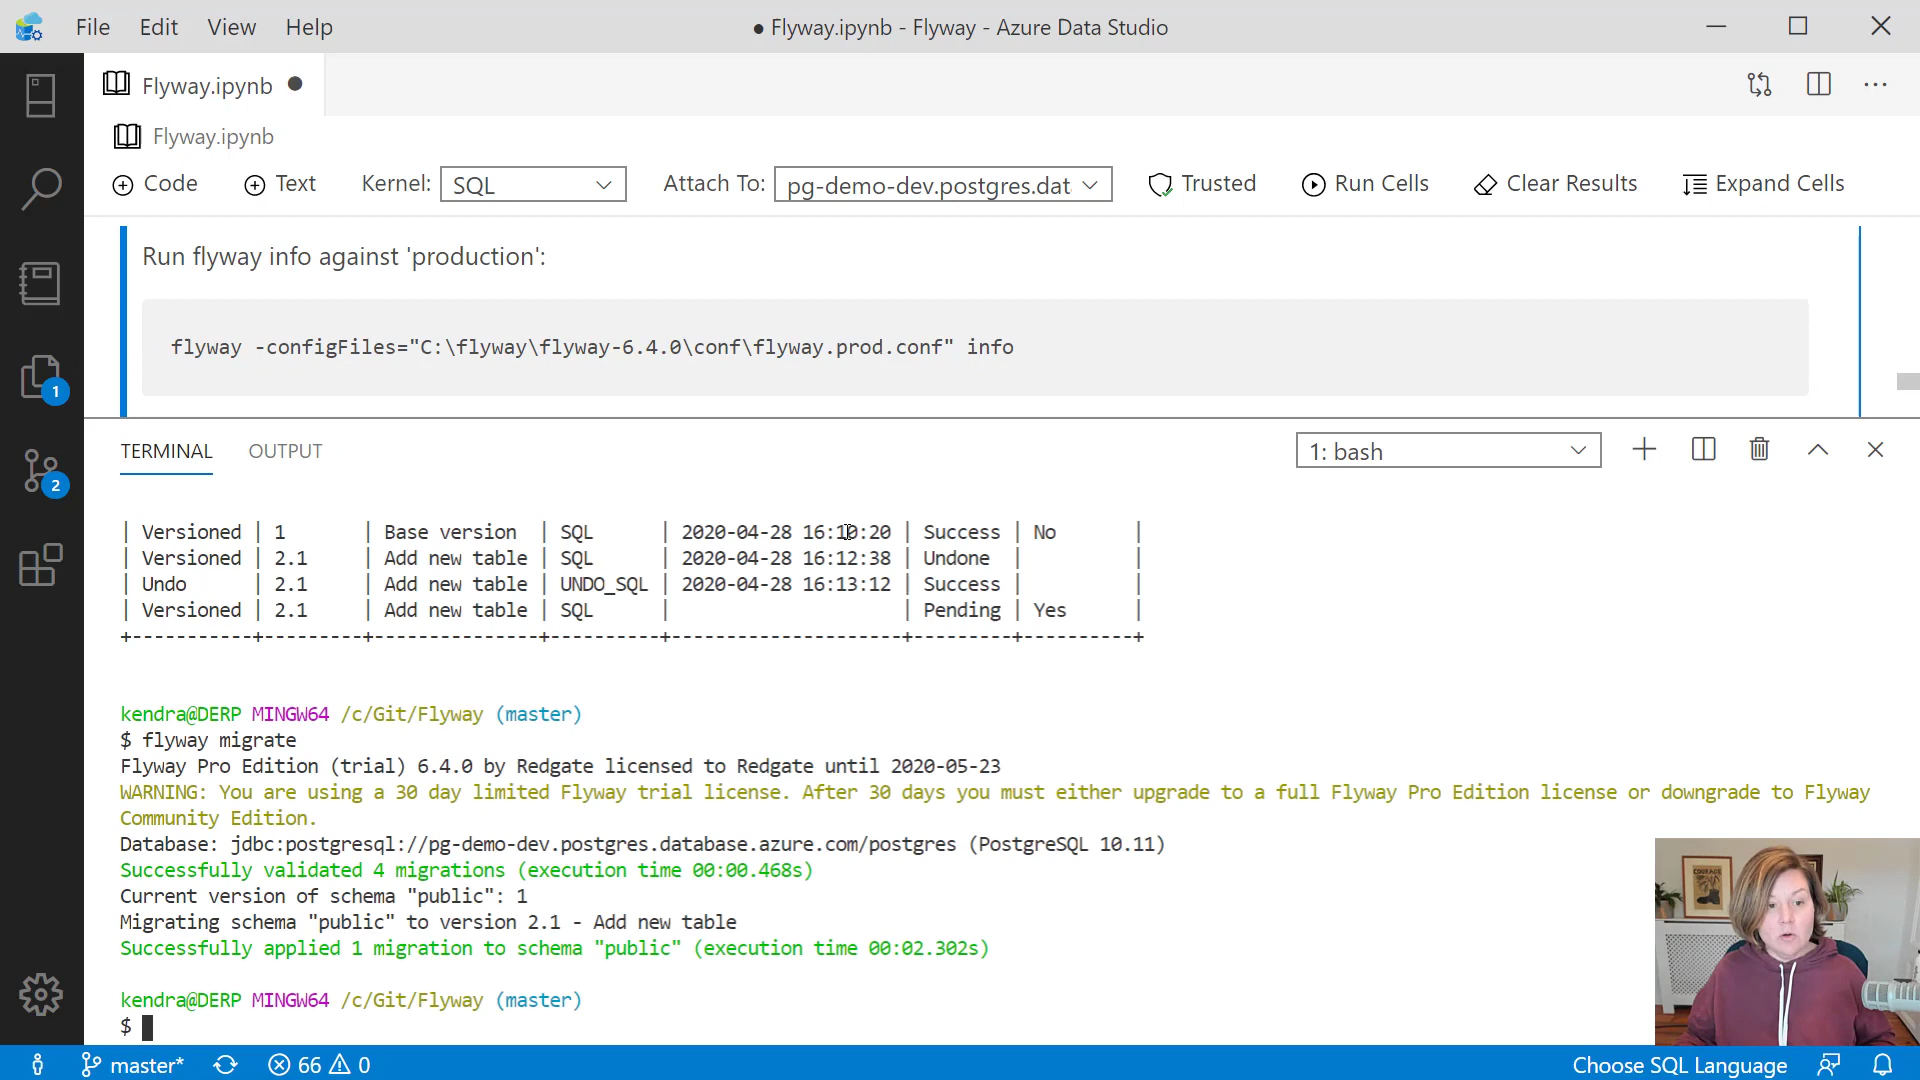 File Edit View Help
● Flyway.ipynb - Flyway - Azure Data Studio
Flyway.ipynb ●
Flyway.ipynb
Code Text Kernel: SQL Attach To: pg-demo-dev.postgres.dat Trusted Run Cells Clear Results Expand Cells
Run flyway info against 'production':
flyway -configFiles="C:\flyway\flyway-6.4.0\conf\flyway.prod.conf" info
TERMINAL OUTPUT 1: bash
| Versioned | 1 | Base version | SQL | 2020-04-28 16:10:20 | Success | No |
| Versioned | 2.1 | Add new table | SQL | 2020-04-28 16:12:38 | Undone | |
| Undo | 2.1 | Add new table | UNDO_SQL | 2020-04-28 16:13:12 | Success | |
| Versioned | 2.1 | Add new table | SQL | | Pending | Yes |
+-----------+---------+---------------+----------+---------------------+---------+----------+
kendra@DERP MINGW64 /c/Git/Flyway (master)
$ flyway migrate
Flyway Pro Edition (trial) 6.4.0 by Redgate licensed to Redgate until 2020-05-23
WARNING: You are using a 30 day limited Flyway trial license. After 30 days you must either upgrade to a full Flyway Pro Edition license or downgrade to Flyway
Community Edition.
Database: jdbc:postgresql://pg-demo-dev.postgres.database.azure.com/postgres (PostgreSQL 10.11)
Successfully validated 4 migrations (execution time 00:00.468s)
Current version of schema "public": 1
Migrating schema "public" to version 2.1 - Add new table
Successfully applied 1 migration to schema "public" (execution time 00:02.302s)
kendra@DERP MINGW64 /c/Git/Flyway (master)
$
1
2
COURAGE
master* 66 0 Choose SQL Language